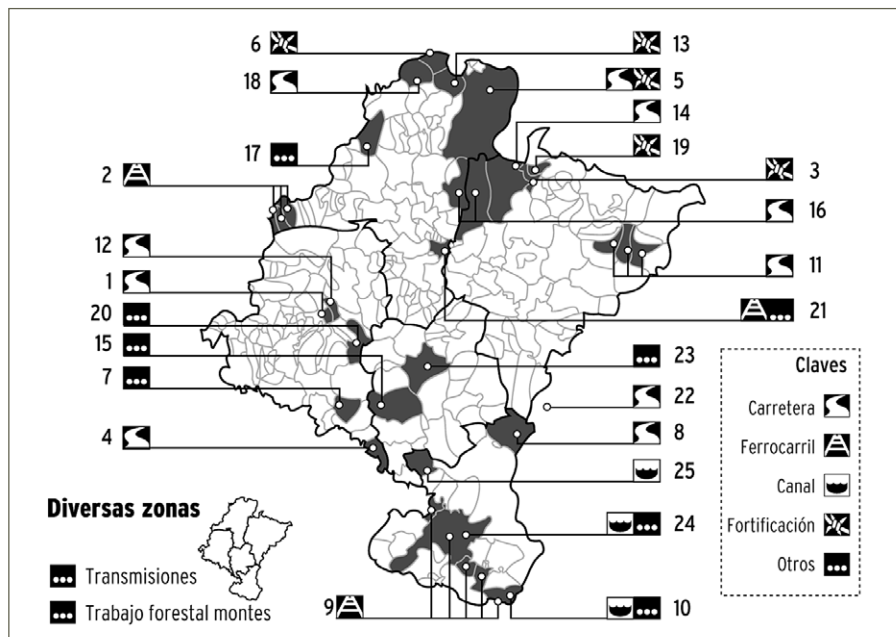 6
18
17
2
12
1
20
15
7
4
13
5
14
19
3
16
11
21
23
22
8
25
24
9
10
Claves
Carretera
Ferrocarril
Canal
Fortificación
Otros
Diversas zonas
Transmisiones
Trabajo forestal montes